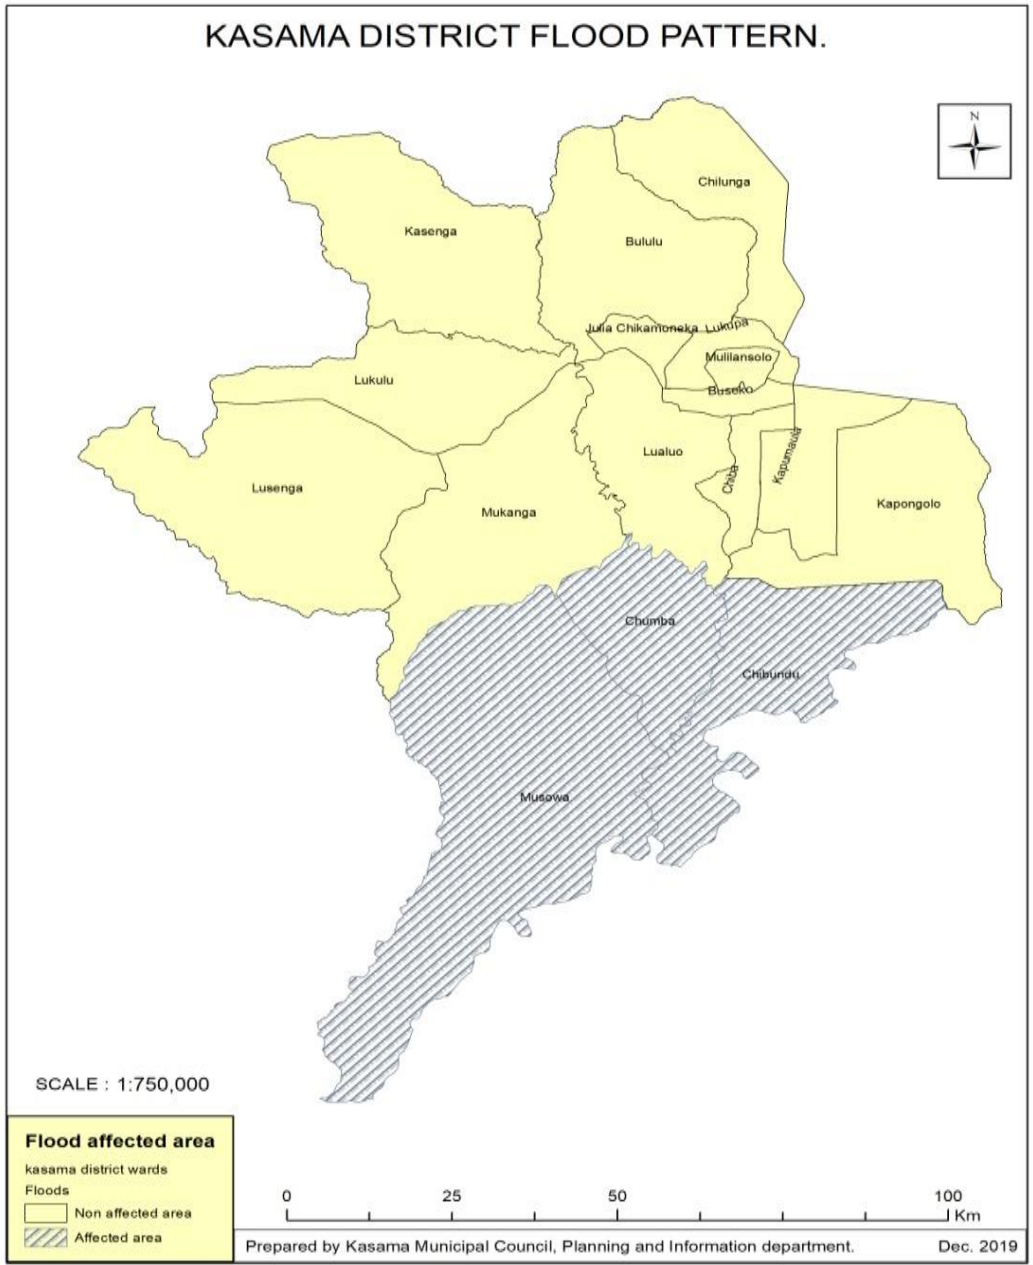 KASAMA DISTRICT FLOOD PATTERN.
N
Chilunga
Kasenga
Bululu
Julia Chikamoneka
Lukupa
Mulilansolo
Lukulu
Buseko
Lualuo
Kapumaula
Chiba
Lusenga
Mukanga
Kapongolo
Chumba
Chibundu
Musowa
SCALE : 1:750,000
Flood affected area
kasama district wards
Floods
Non affected area
Affected area
0 25 50 100
Km
Prepared by Kasama Municipal Council, Planning and Information department. Dec. 2019